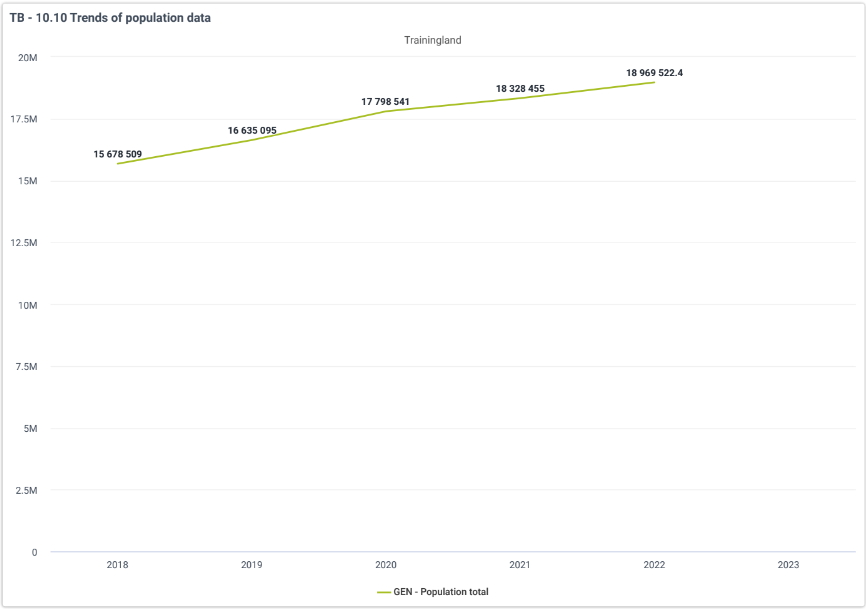 TB - 10.10 Trends of population data
Trainingland
20M
18 969 522.4
18 328 455
17 798 541
17.5M
16 635 095
15 678 509
15M
12.5M
10M
7.5M
5M
2.5M
0
2018 2019 2020 2021 2022 2023
GEN - Population total